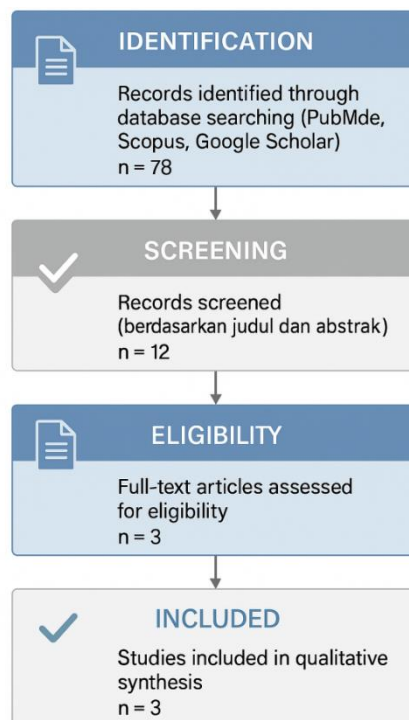 IDENTIFICATION
Records identified through
database searching (PubMde,
Scopus, Google Scholar)
n = 78
SCREENING
Records screened
(berdasarkan judul dan abstrak)
n = 12
ELIGIBILITY
Full-text articles assessed
for eligibility
n = 3
INCLUDED
Studies included in qualitative
synthesis
n = 3